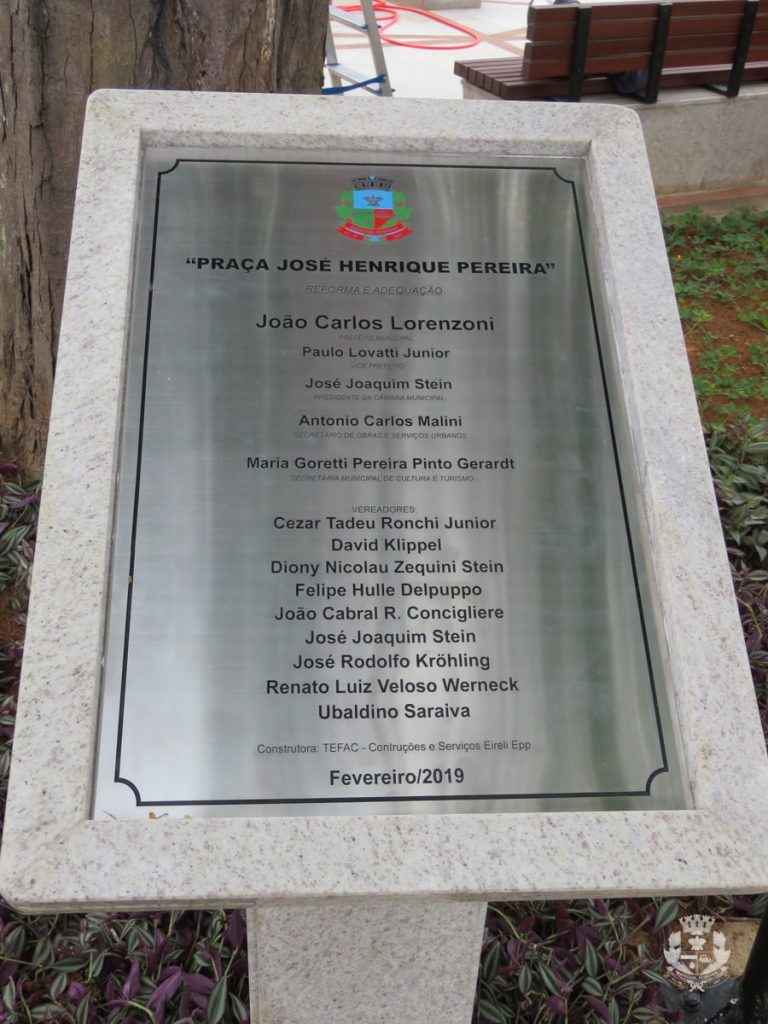 “PRAÇA JOSÉ HENRIQUE PEREIRA”
REFORMA E ADEQUAÇÃO
João Carlos Lorenzoni
PREFEITO MUNICIPAL
Paulo Lovatti Junior
VICE PREFEITO
José Joaquim Stein
PRESIDENTE DA CÂMARA MUNICIPAL
Antonio Carlos Malini
SECRETÁRIO DE OBRAS E SERVIÇOS URBANOS
Maria Goretti Pereira Pinto Gerardt
SECRETÁRIA MUNICIPAL DE CULTURA E TURISMO
VEREADORES:
Cezar Tadeu Ronchi Junior
David Klippel
Diony Nicolau Zequini Stein
Felipe Hulle Delpuppo
João Cabral R. Concigliere
José Joaquim Stein
José Rodolfo Kröhling
Renato Luiz Veloso Werneck
Ubaldino Saraiva
Construtora: TEFAC - Contruções e Serviços Eireli Epp
Fevereiro/2019